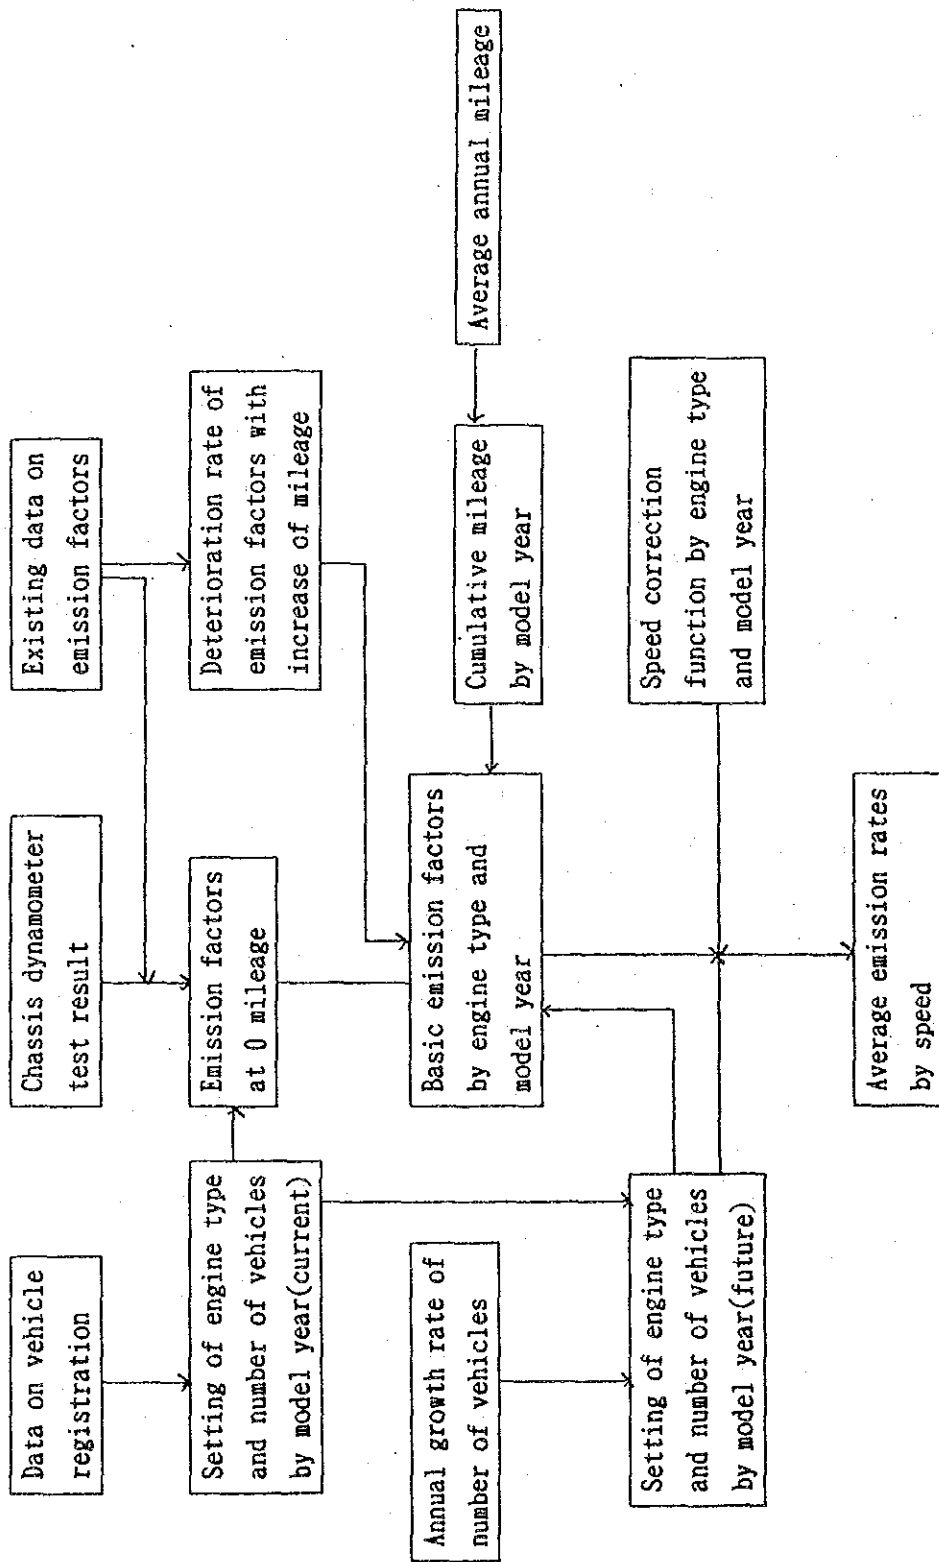 Data on vehicle
registration
Chassis dynamometer
test result
Existing data on
emission factors
Setting of engine type
and number of vehicles
by model year(current)
Emission factors
at 0 mileage
Deterioration rate of
emission factors with
increase of mileage
Annual growth rate of
number of vehicles
Basic emission factors
by engine type and
model year
Cumulative mileage
by model year
Average annual mileage
Setting of engine type
and number of vehicles
by model year(future)
Speed correction
function by engine type
and model year
Average emission rates
by speed